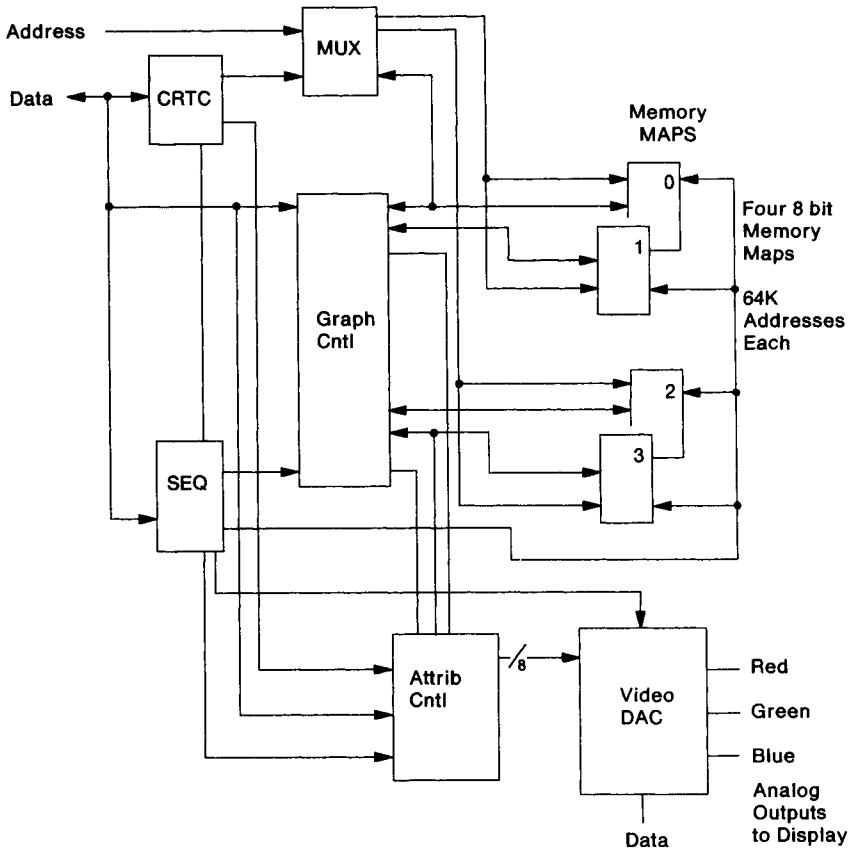 Address
MUX
Data
CRTC
Memory
MAPS
0
Four 8 bit
Memory
Maps
1
64K
Addresses
Each
Graph
Cntl
2
3
SEQ
8
Attrib
Cntl
Video
DAC
Red
Green
Blue
Analog
Outputs
to Display
Data